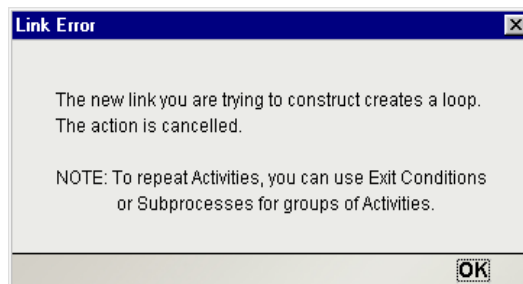 Link Error
The new link you are trying to construct creates a loop.
The action is cancelled.
NOTE: To repeat Activities, you can use Exit Conditions
or Subprocesses for groups of Activities.
OK